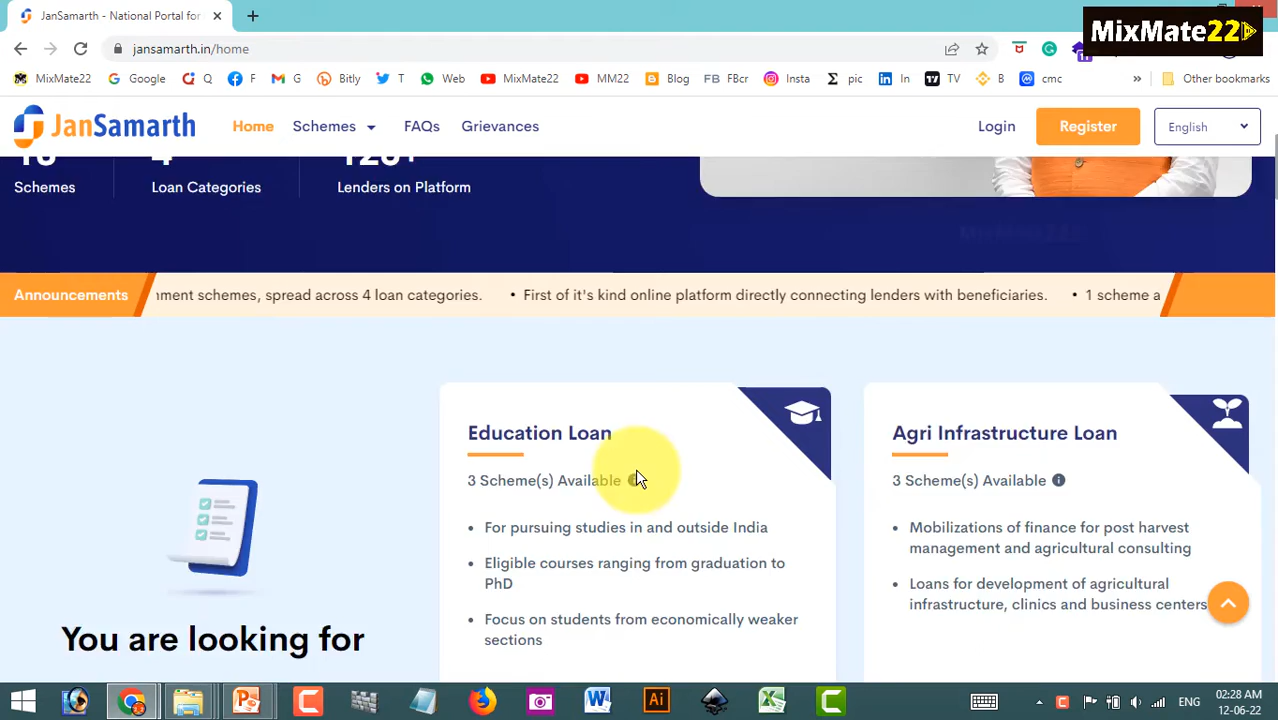 JanSamarth - National Portal for
MixMate22
jansamarth.in/home
MixMate22
Google
Q
F
G
Bitly
T
Web
MixMate22
MM22
Blog
FB FBcr
Insta
pic
In
TV
B
cmc
»
Other bookmarks
JanSamarth
Home
Schemes
FAQs
Grievances
Login
Register
English
Schemes
Loan Categories
Lenders on Platform
Announcements
nment schemes, spread across 4 loan categories.
• First of it's kind online platform directly connecting lenders with beneficiaries.
• 1 scheme a
Education Loan
Agri Infrastructure Loan
3 Scheme(s) Available
3 Scheme(s) Available
• For pursuing studies in and outside India
• Eligible courses ranging from graduation to
PhD
• Focus on students from economically weaker
sections
• Mobilizations of finance for post harvest
management and agricultural consulting
• Loans for development of agricultural
infrastructure, clinics and business centers
You are looking for
ENG
02:28 AM
12-06-22